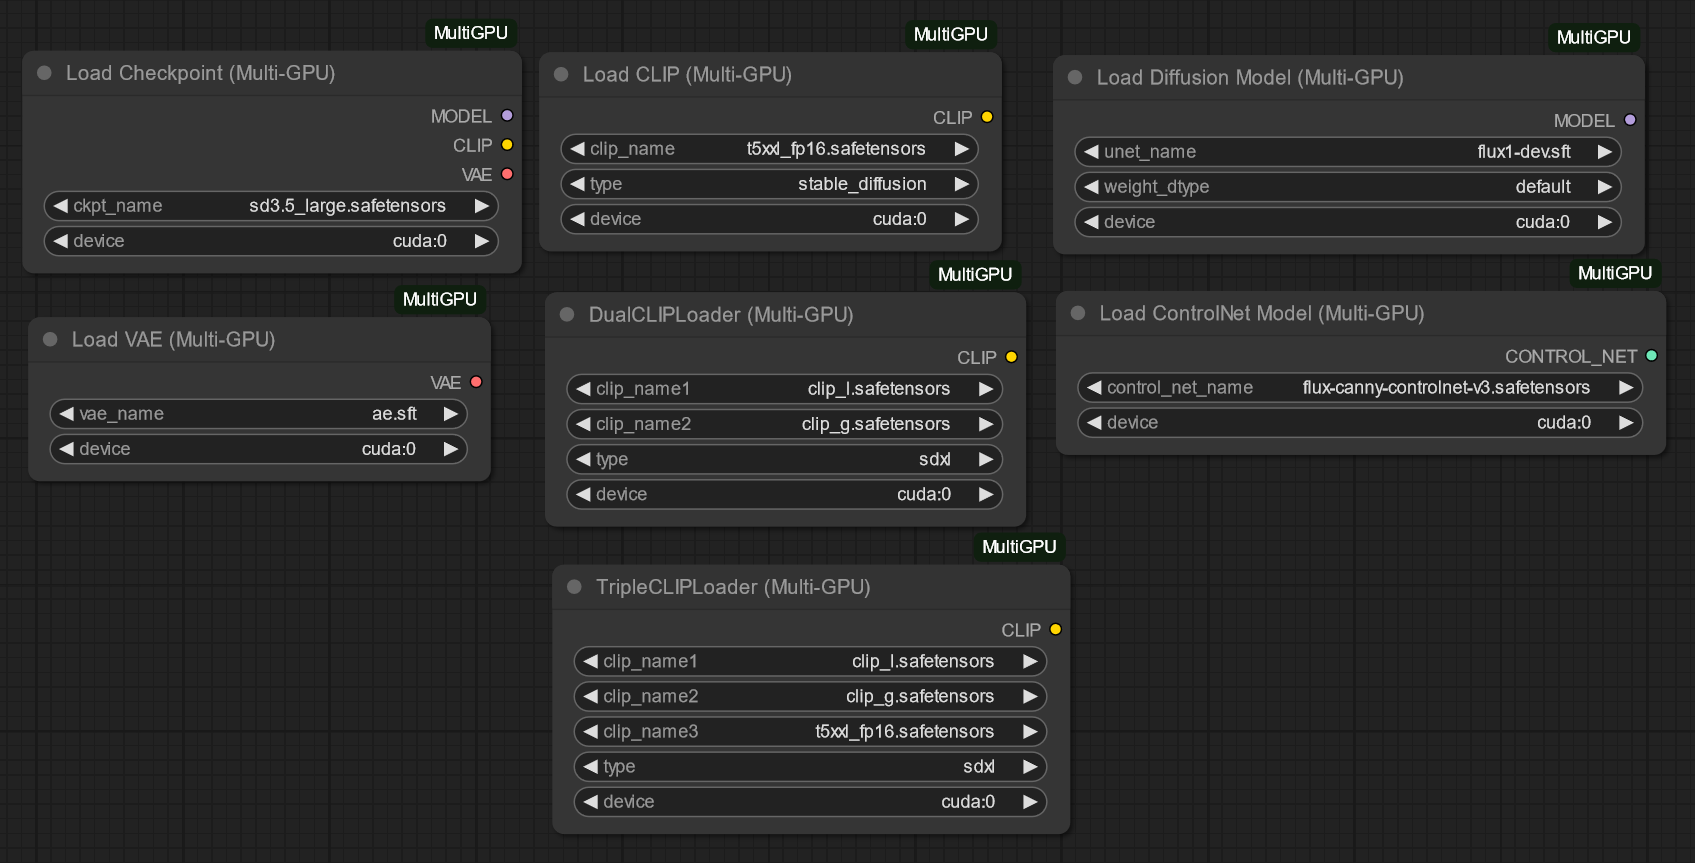 MultiGPU
Load Checkpoint (Multi-GPU)
MODEL
CLIP
VAE
ckpt_name sd3.5_large.safetensors
device cuda:0
MultiGPU
Load VAE (Multi-GPU)
VAE
vae_name ae.sft
device cuda:0
MultiGPU
Load CLIP (Multi-GPU)
CLIP
clip_name t5xxl_fp16.safetensors
type stable_diffusion
device cuda:0
MultiGPU
DualCLIPLoader (Multi-GPU)
CLIP
clip_name1 clip_l.safetensors
clip_name2 clip_g.safetensors
type sdxl
device cuda:0
MultiGPU
TripleCLIPLoader (Multi-GPU)
CLIP
clip_name1 clip_l.safetensors
clip_name2 clip_g.safetensors
clip_name3 t5xxl_fp16.safetensors
type sdxl
device cuda:0
MultiGPU
Load Diffusion Model (Multi-GPU)
MODEL
unet_name flux1-dev.sft
weight_dtype default
device cuda:0
MultiGPU
Load ControlNet Model (Multi-GPU)
CONTROL_NET
control_net_name flux-canny-controlnet-v3.safetensors
device cuda:0